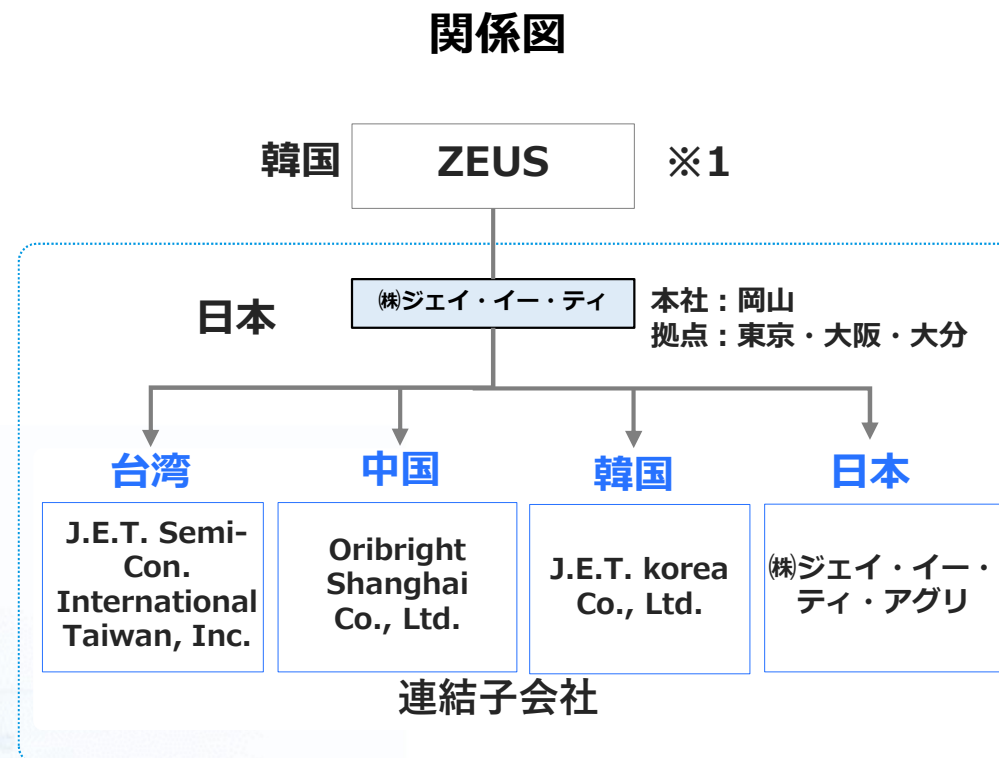 関係図
韓国
ZEUS
※1
日本
㈱ジェイ・イー・ティ
本社：岡山
拠点：東京・大阪・大分
台湾
中国
韓国
日本
J.E.T. Semi-
Con.
International
Taiwan, Inc.
Oribright
Shanghai
Co., Ltd.
J.E.T. korea
Co., Ltd.
㈱ジェイ・イー・
ティ・アグリ
連結子会社